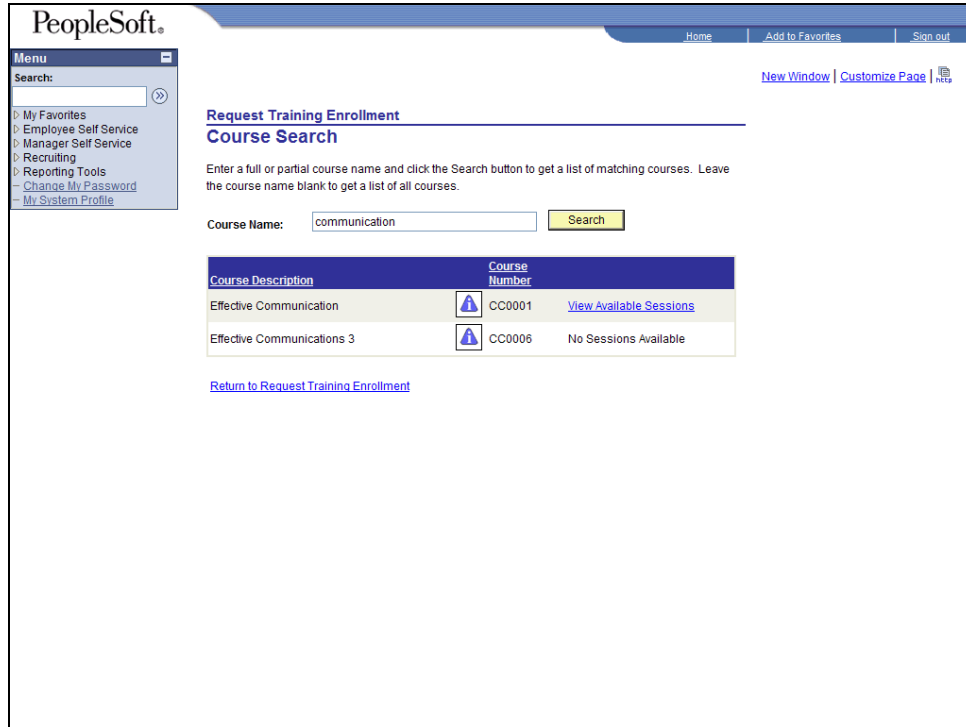 PeopleSoft.
Home
Add to Favorites
Sign out
Menu
Search:
New Window | Customize Page | http
My Favorites
Employee Self Service
Manager Self Service
Recruiting
Reporting Tools
Change My Password
My System Profile
Request Training Enrollment
Course Search
Enter a full or partial course name and click the Search button to get a list of matching courses. Leave
the course name blank to get a list of all courses.
Course Name: communication Search
Course Description Course Number
Effective Communication CC0001 View Available Sessions
Effective Communications 3 CC0006 No Sessions Available
Return to Request Training Enrollment